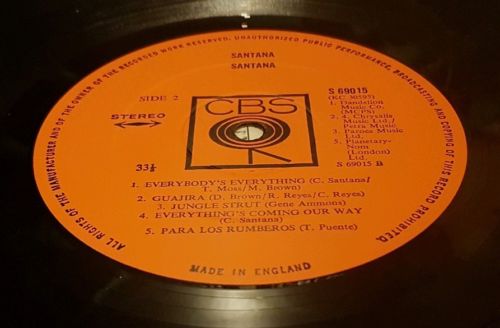 ALL RIGHTS OF THE MANUFACTURER AND OF THE OWNER OF THE RECORDED WORK RESERVED. UNAUTHORIZED PUBLIC PERFORMANCE, BROADCASTING AND COPYING OF THIS RECORD PROHIBITED.
SANTANA
SANTANA
SIDE 2
STEREO
33⅓
CBS
S 69015
(KC 30595)
1. Dandelion
Music Co.
(MCPS)
2. 4. Chrysalis
Music Ltd./
Petra Music
3. Parnes Music
Ltd.
5. Planetary-
Nom
(London)
Ltd.
S 69015 B
1. EVERYBODY'S EVERYTHING (C. Santana/
T. Moss/M. Brown)
2. GUAJIRA (D. Brown/R. Reyes/C. Reyes)
3. JUNGLE STRUT (Gene Ammons)
4. EVERYTHING'S COMING OUR WAY
(C. Santana)
5. PARA LOS RUMBEROS (T. Puente)
MADE IN ENGLAND